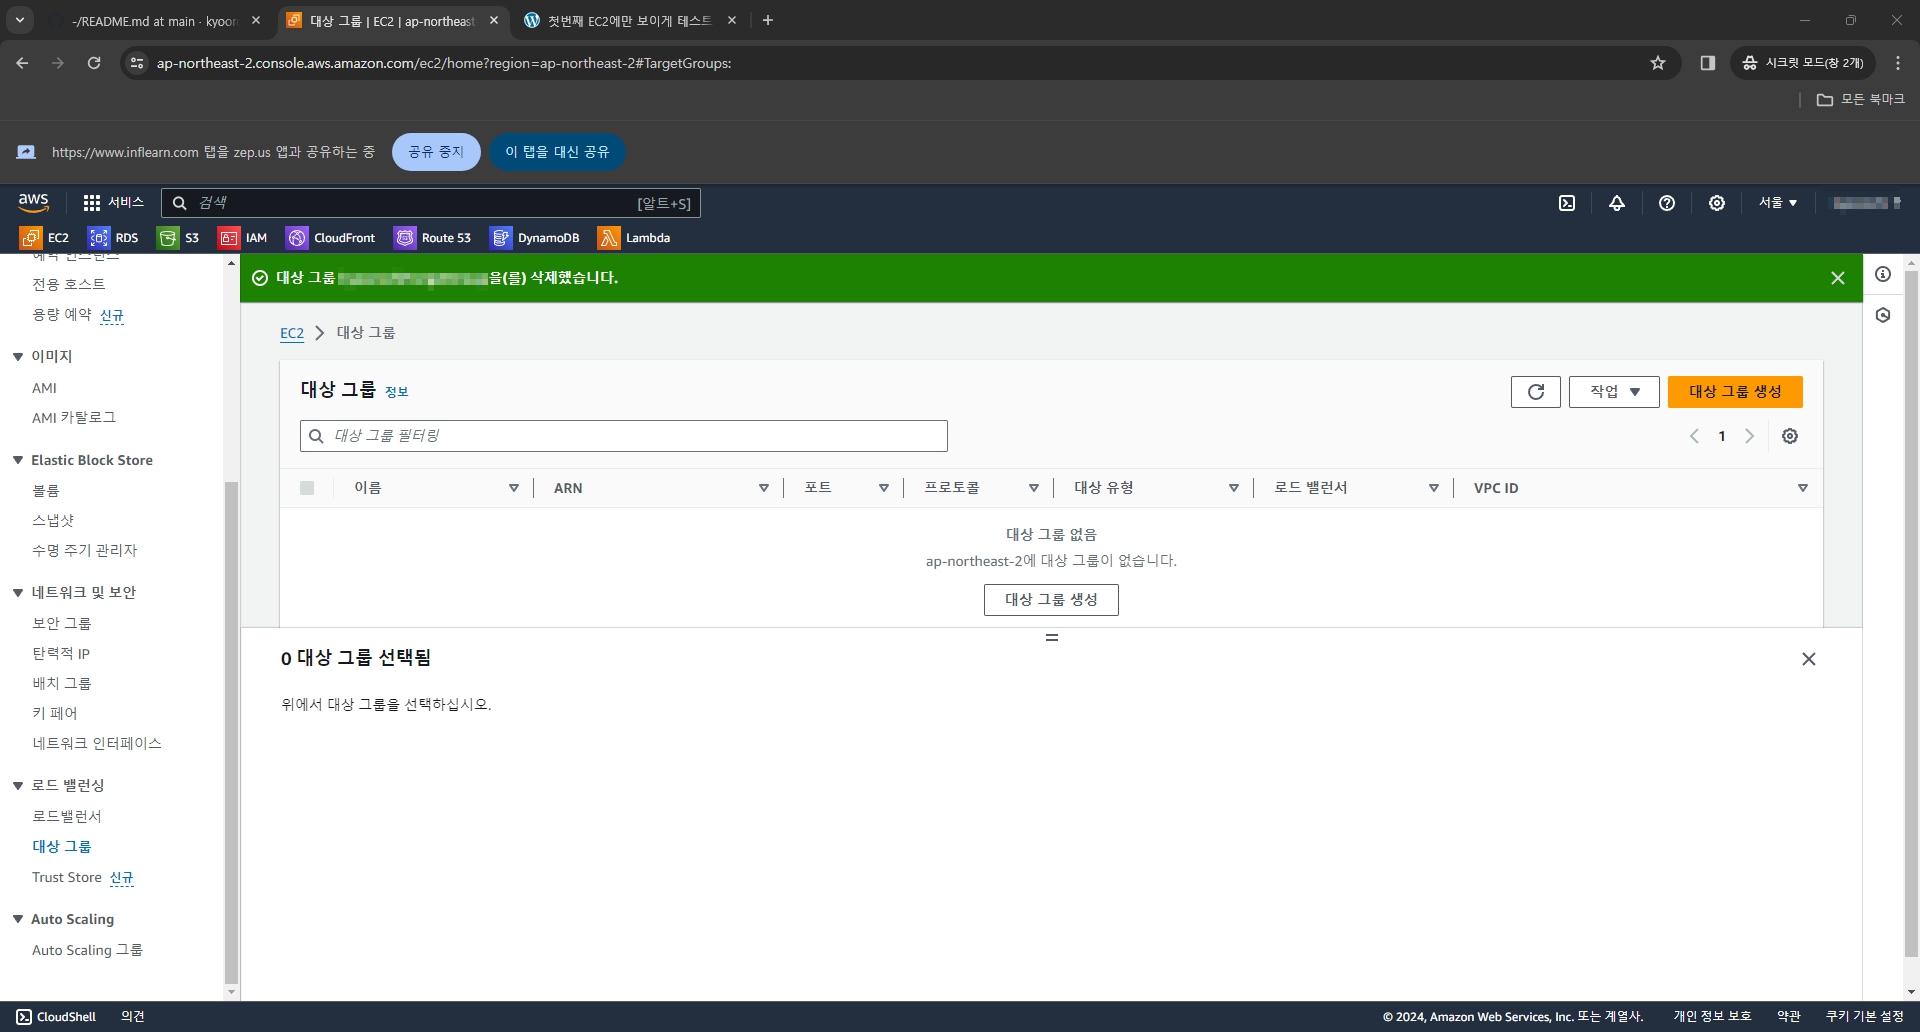 -/README.md at main · kyoor
대상 그룹 | EC2 | ap-northeast
첫번째 EC2에만 보이게 테스트
ap-northeast-2.console.aws.amazon.com/ec2/home?region=ap-northeast-2#TargetGroups:
시크릿 모드(창 2개)
모든 북마크
https://www.inflearn.com 탭을 zep.us 앱과 공유하는 중
공유 중지
이 탭을 대신 공유
aws
서비스
검색
[알트+S]
서울
EC2
RDS
S3
IAM
CloudFront
Route 53
DynamoDB
Lambda
예약 인스턴스
전용 호스트
용량 예약 신규
이미지
AMI
AMI 카탈로그
Elastic Block Store
볼륨
스냅샷
수명 주기 관리자
네트워크 및 보안
보안 그룹
탄력적 IP
배치 그룹
키 페어
네트워크 인터페이스
로드 밸런싱
로드밸런서
대상 그룹
Trust Store 신규
Auto Scaling
Auto Scaling 그룹
대상 그룹 을(를) 삭제했습니다.
EC2
대상 그룹
대상 그룹 정보
작업
대상 그룹 생성
대상 그룹 필터링
1
이름
ARN
포트
프로토콜
대상 유형
로드 밸런서
VPC ID
대상 그룹 없음
ap-northeast-2에 대상 그룹이 없습니다.
대상 그룹 생성
0 대상 그룹 선택됨
위에서 대상 그룹을 선택하십시오.
CloudShell
의견
© 2024, Amazon Web Services, Inc. 또는 계열사.
개인 정보 보호
약관
쿠키 기본 설정